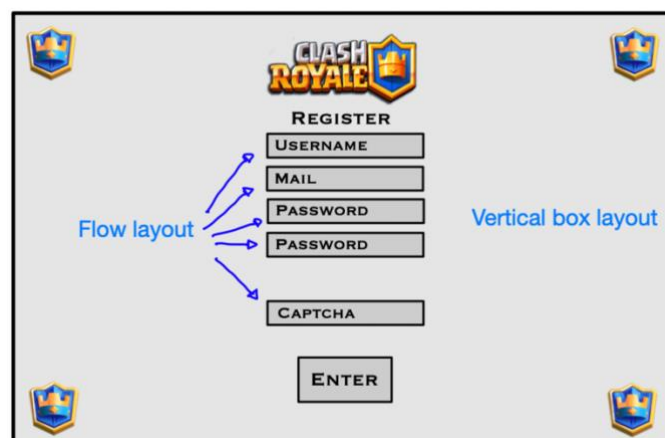 CLASH
ROYALE
REGISTER
USERNAME
MAIL
PASSWORD
Flow layout
Vertical box layout
PASSWORD
CAPTCHA
ENTER